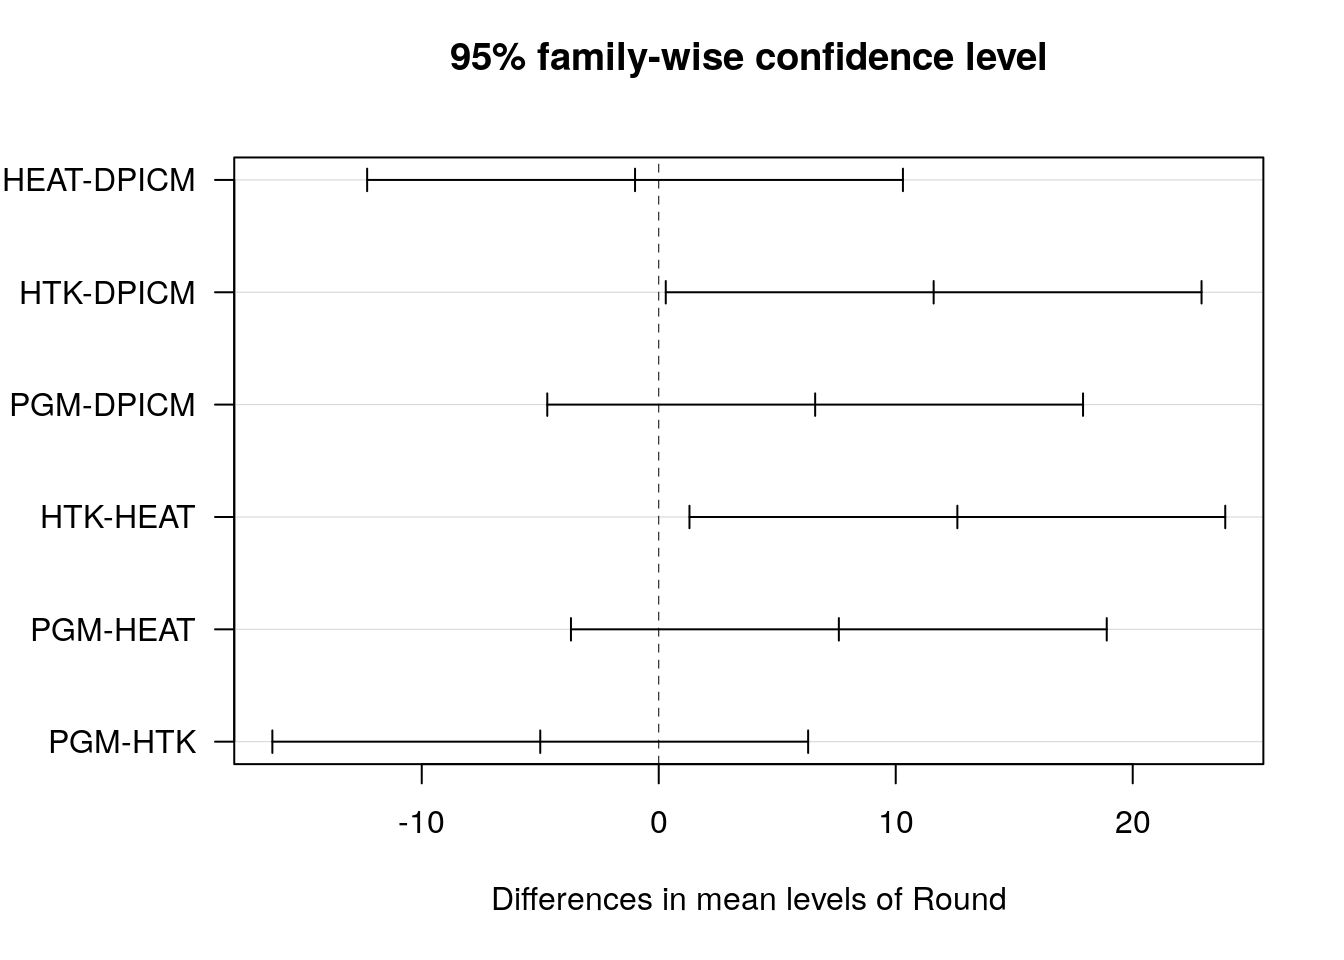 95% family-wise confidence level
HEAT-DPICM
HTK-DPICM
PGM-DPICM
HTK-HEAT
PGM-HEAT
PGM-HTK
-10 0 10 20
Differences in mean levels of Round